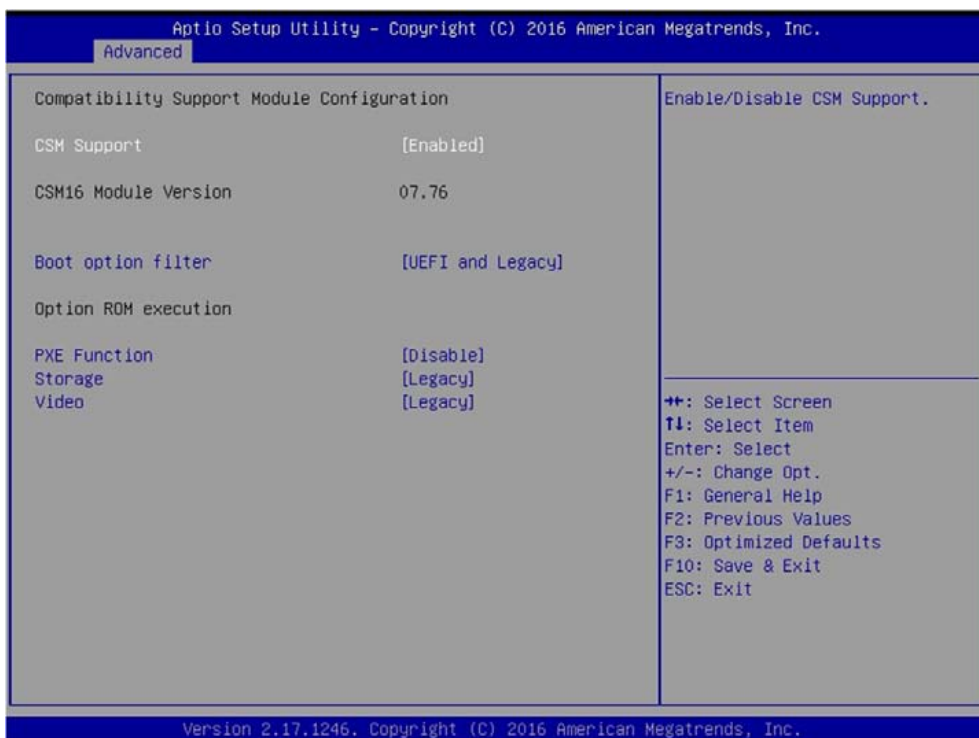 Aptio Setup Utility – Copyright (C) 2016 American Megatrends, Inc.
Advanced
Compatibility Support Module Configuration
CSM Support [Enabled]
CSM16 Module Version 07.76
Boot option filter [UEFI and Legacy]
Option ROM execution
PXE Function [Disable]
Storage [Legacy]
Video [Legacy]
Enable/Disable CSM Support.
→←: Select Screen
↑↓: Select Item
Enter: Select
+/-: Change Opt.
F1: General Help
F2: Previous Values
F3: Optimized Defaults
F10: Save & Exit
ESC: Exit
Version 2.17.1246. Copyright (C) 2016 American Megatrends, Inc.